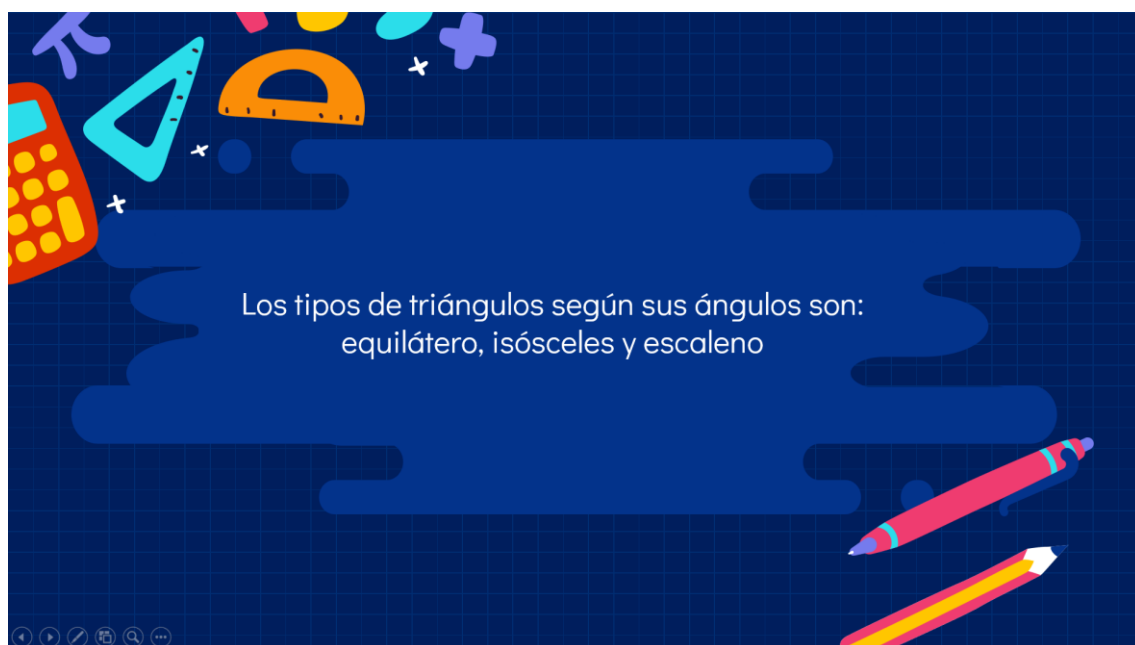 Los tipos de triángulos según sus ángulos son:
equilátero, isósceles y escaleno